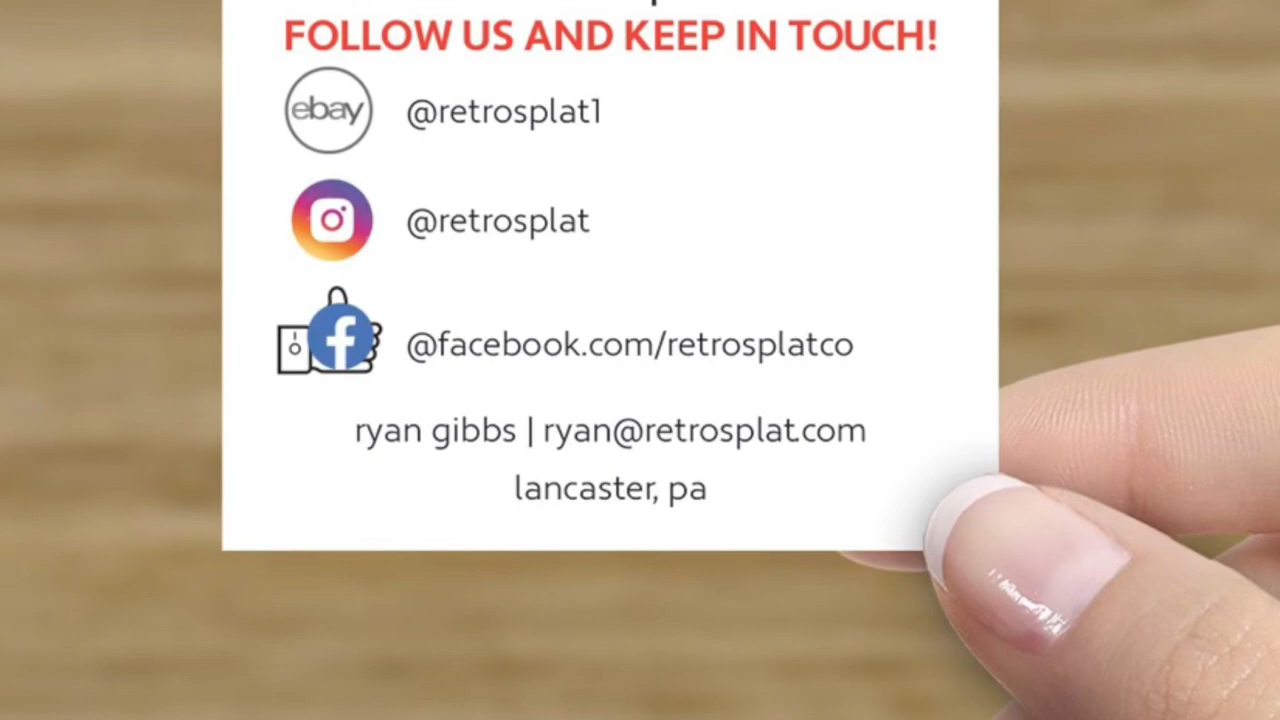 FOLLOW US AND KEEP IN TOUCH!
ebay @retrosplat1
@retrosplat
f @facebook.com/retrosplatco
ryan gibbs | ryan@retrosplat.com
lancaster, pa